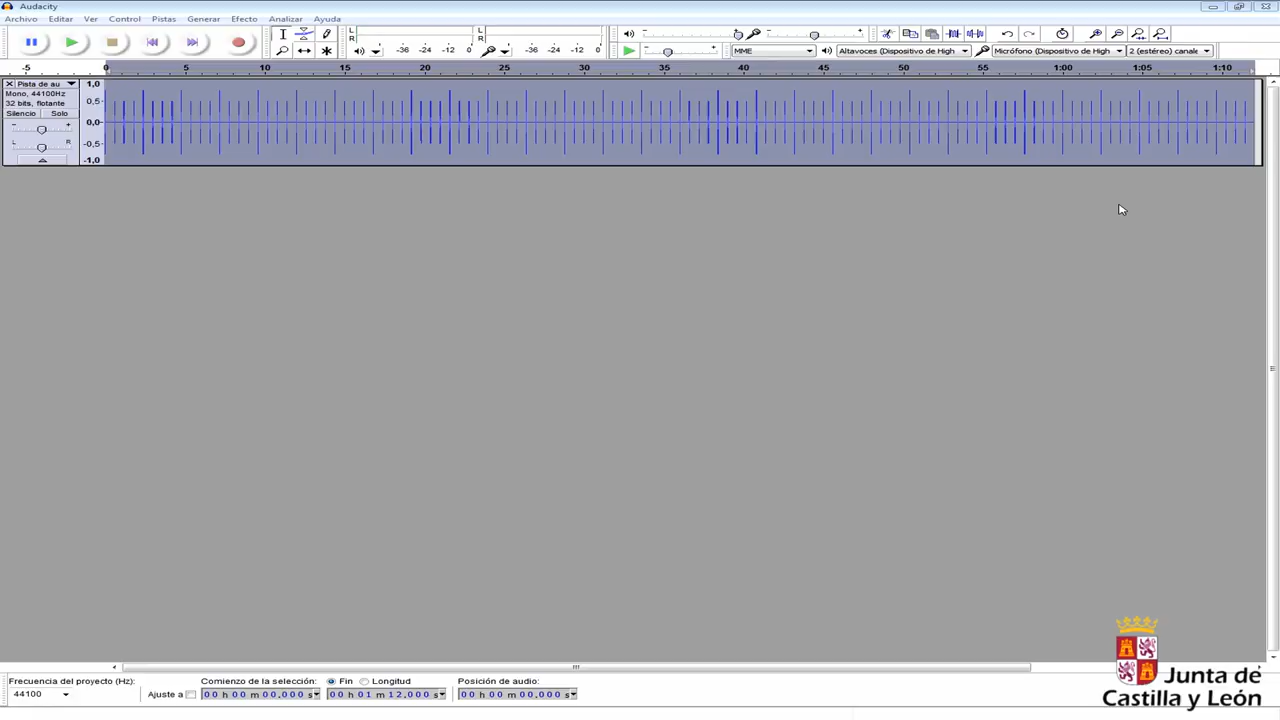 Audacity
Archivo Editar Ver Control Pistas Generar Efecto Analizar Ayuda
L
R
-36 -24 -12 0
L
R
-36 -24 -12 0
MME
Altavoces (Dispositivo de High
Micrófono (Dispositivo de High
2 (estéreo) canale
-5 0 5 10 15 20 25 30 35 40 45 50 55 1:00 1:05 1:10
Pista de au
Mono, 44100Hz
32 bits, flotante
Silencio Solo
- +
L R
1,0
0,5-
0,0-
-0,5-
-1,0
Frecuencia del proyecto (Hz):
44100
Ajuste a
Comienzo de la selección:
00 h 00 m 00,000 s
Fin Longitud
00 h 01 m 12,000 s
Posición de audio:
00 h 00 m 00,000 s
Junta de
Castilla y León